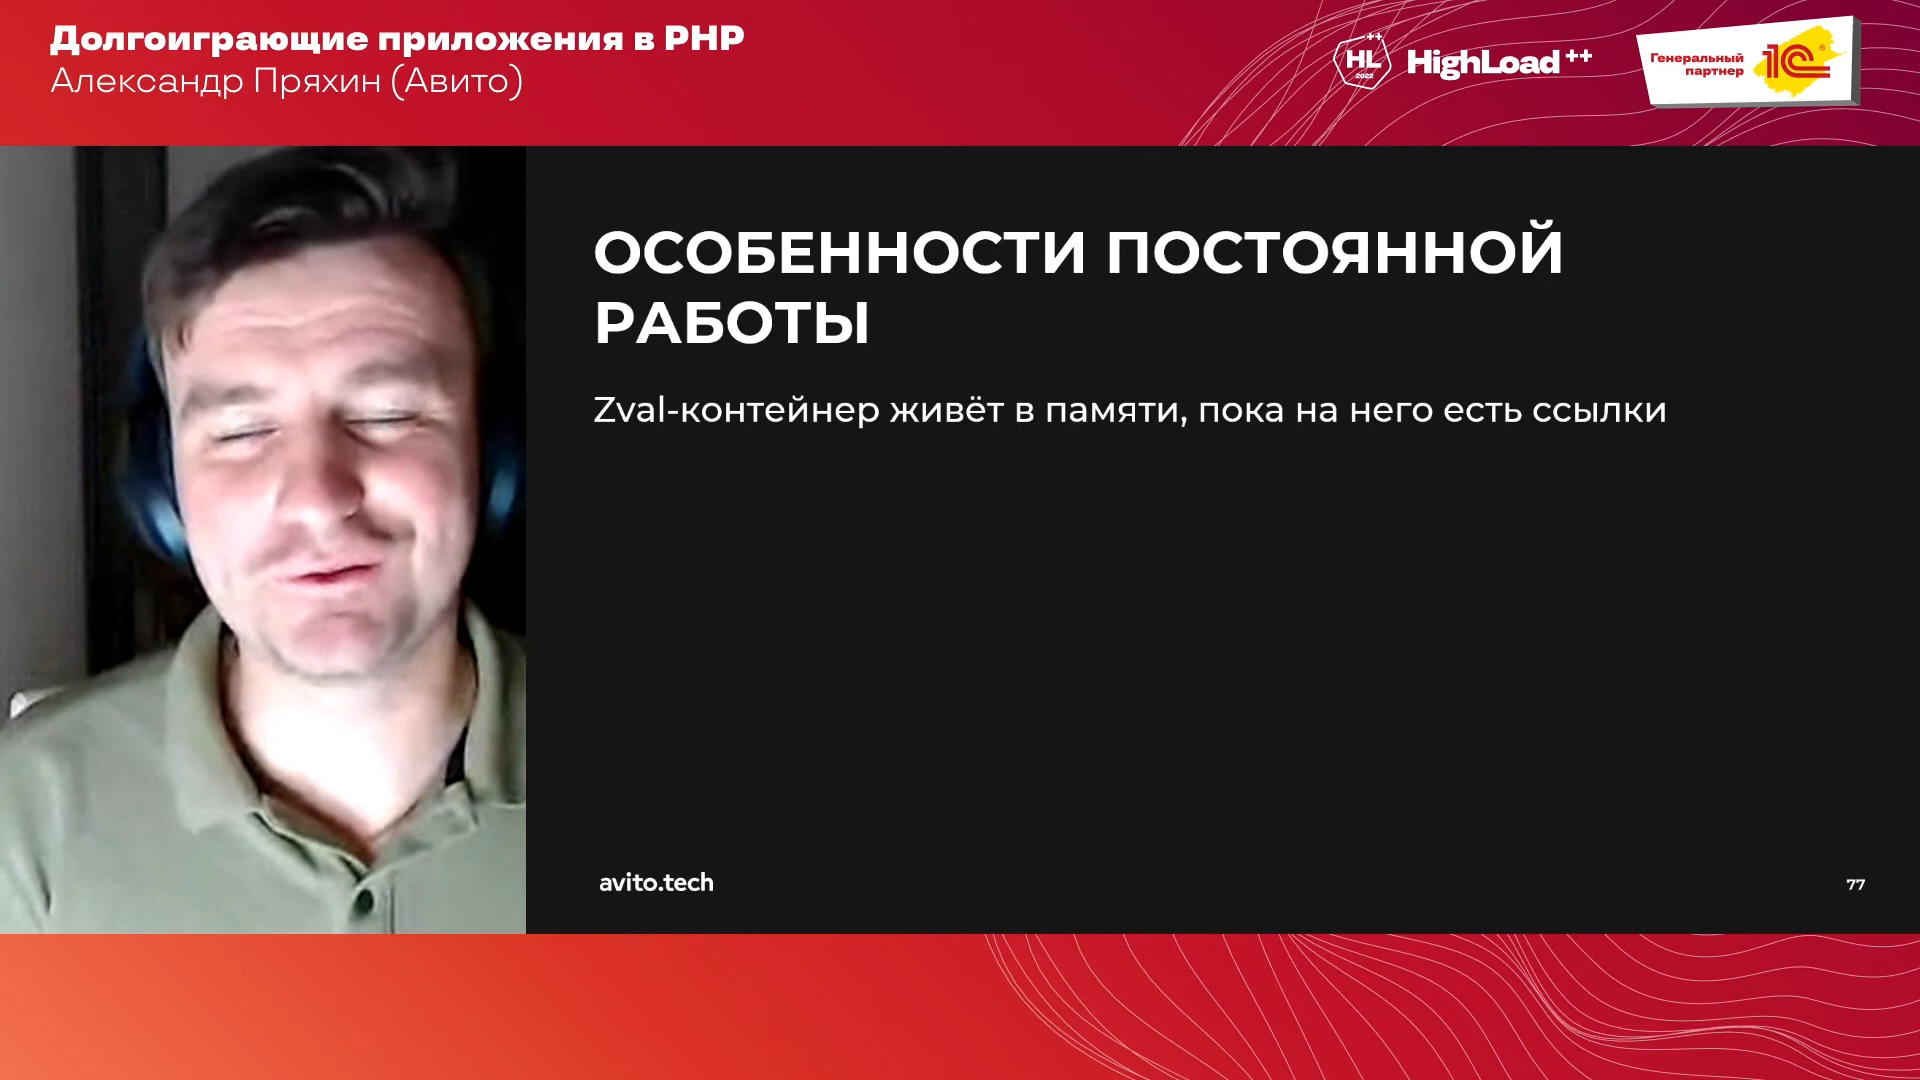 Долгоиграющие приложения в PHP
Александр Пряхин (Авито)
HL++
2022
HighLoad++
Генеральный
партнер
1С®
ОСОБЕННОСТИ ПОСТОЯННОЙ
РАБОТЫ
Zval-контейнер живёт в памяти, пока на него есть ссылки
avito.tech
77